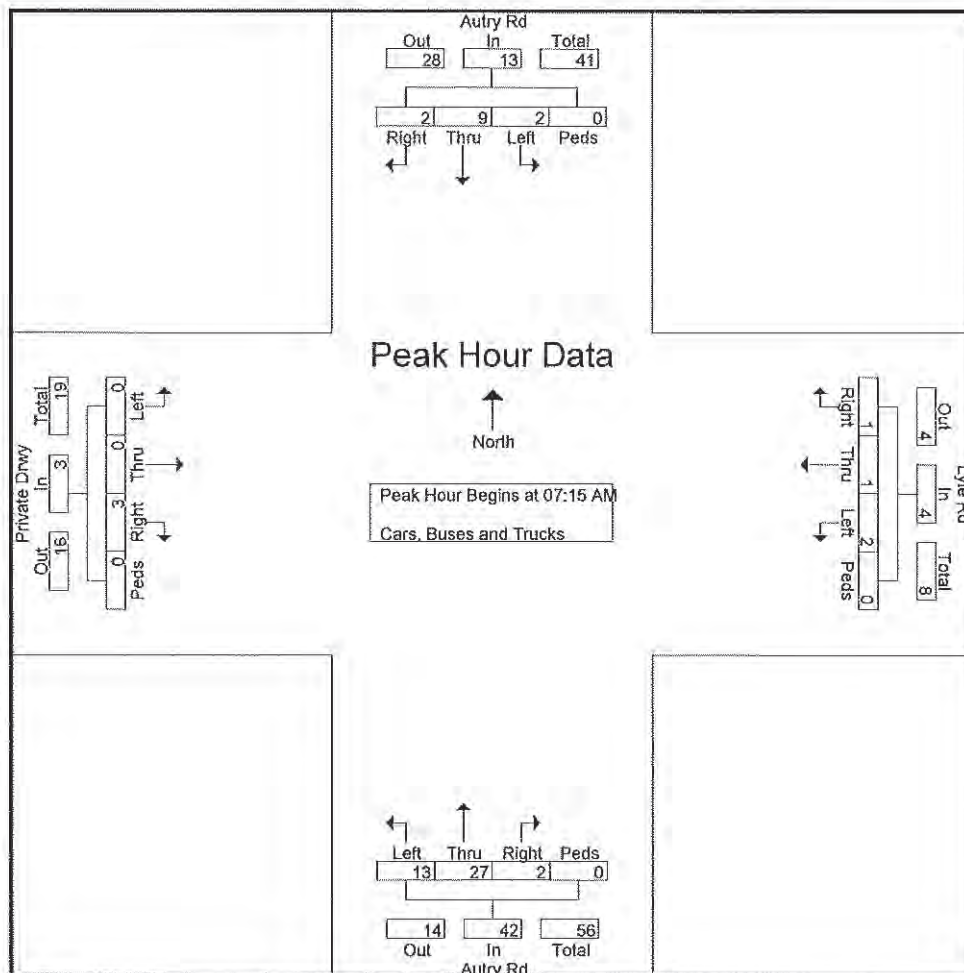 Autry Rd
Out In Total
28 13 41
2 9 2 0
Right Thru Left Peds
Peak Hour Data
North
Peak Hour Begins at 07:15 AM
Cars, Buses and Trucks
Private Drwy
Total In Out
19 3 16
0 0 3 0
Left Thru Right Peds
Right Thru Left Peds
1 1 2 0
Out In Total
4 4 8
Lyle Rd
Left Thru Right Peds
13 27 2 0
14 42 56
Out In Total
Autry Rd